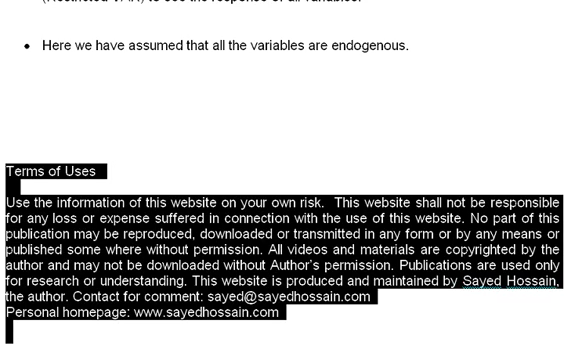 • Here we have assumed that all the variables are endogenous.
Terms of Uses
Use the information of this website on your own risk. This website shall not be responsible
for any loss or expense suffered in connection with the use of this website. No part of this
publication may be reproduced, downloaded or transmitted in any form or by any means or
published some where without permission. All videos and materials are copyrighted by the
author and may not be downloaded without Author's permission. Publications are used only
for research or understanding. This website is produced and maintained by Sayed Hossain,
the author. Contact for comment: sayed@sayedhossain.com
Personal homepage: www.sayedhossain.com